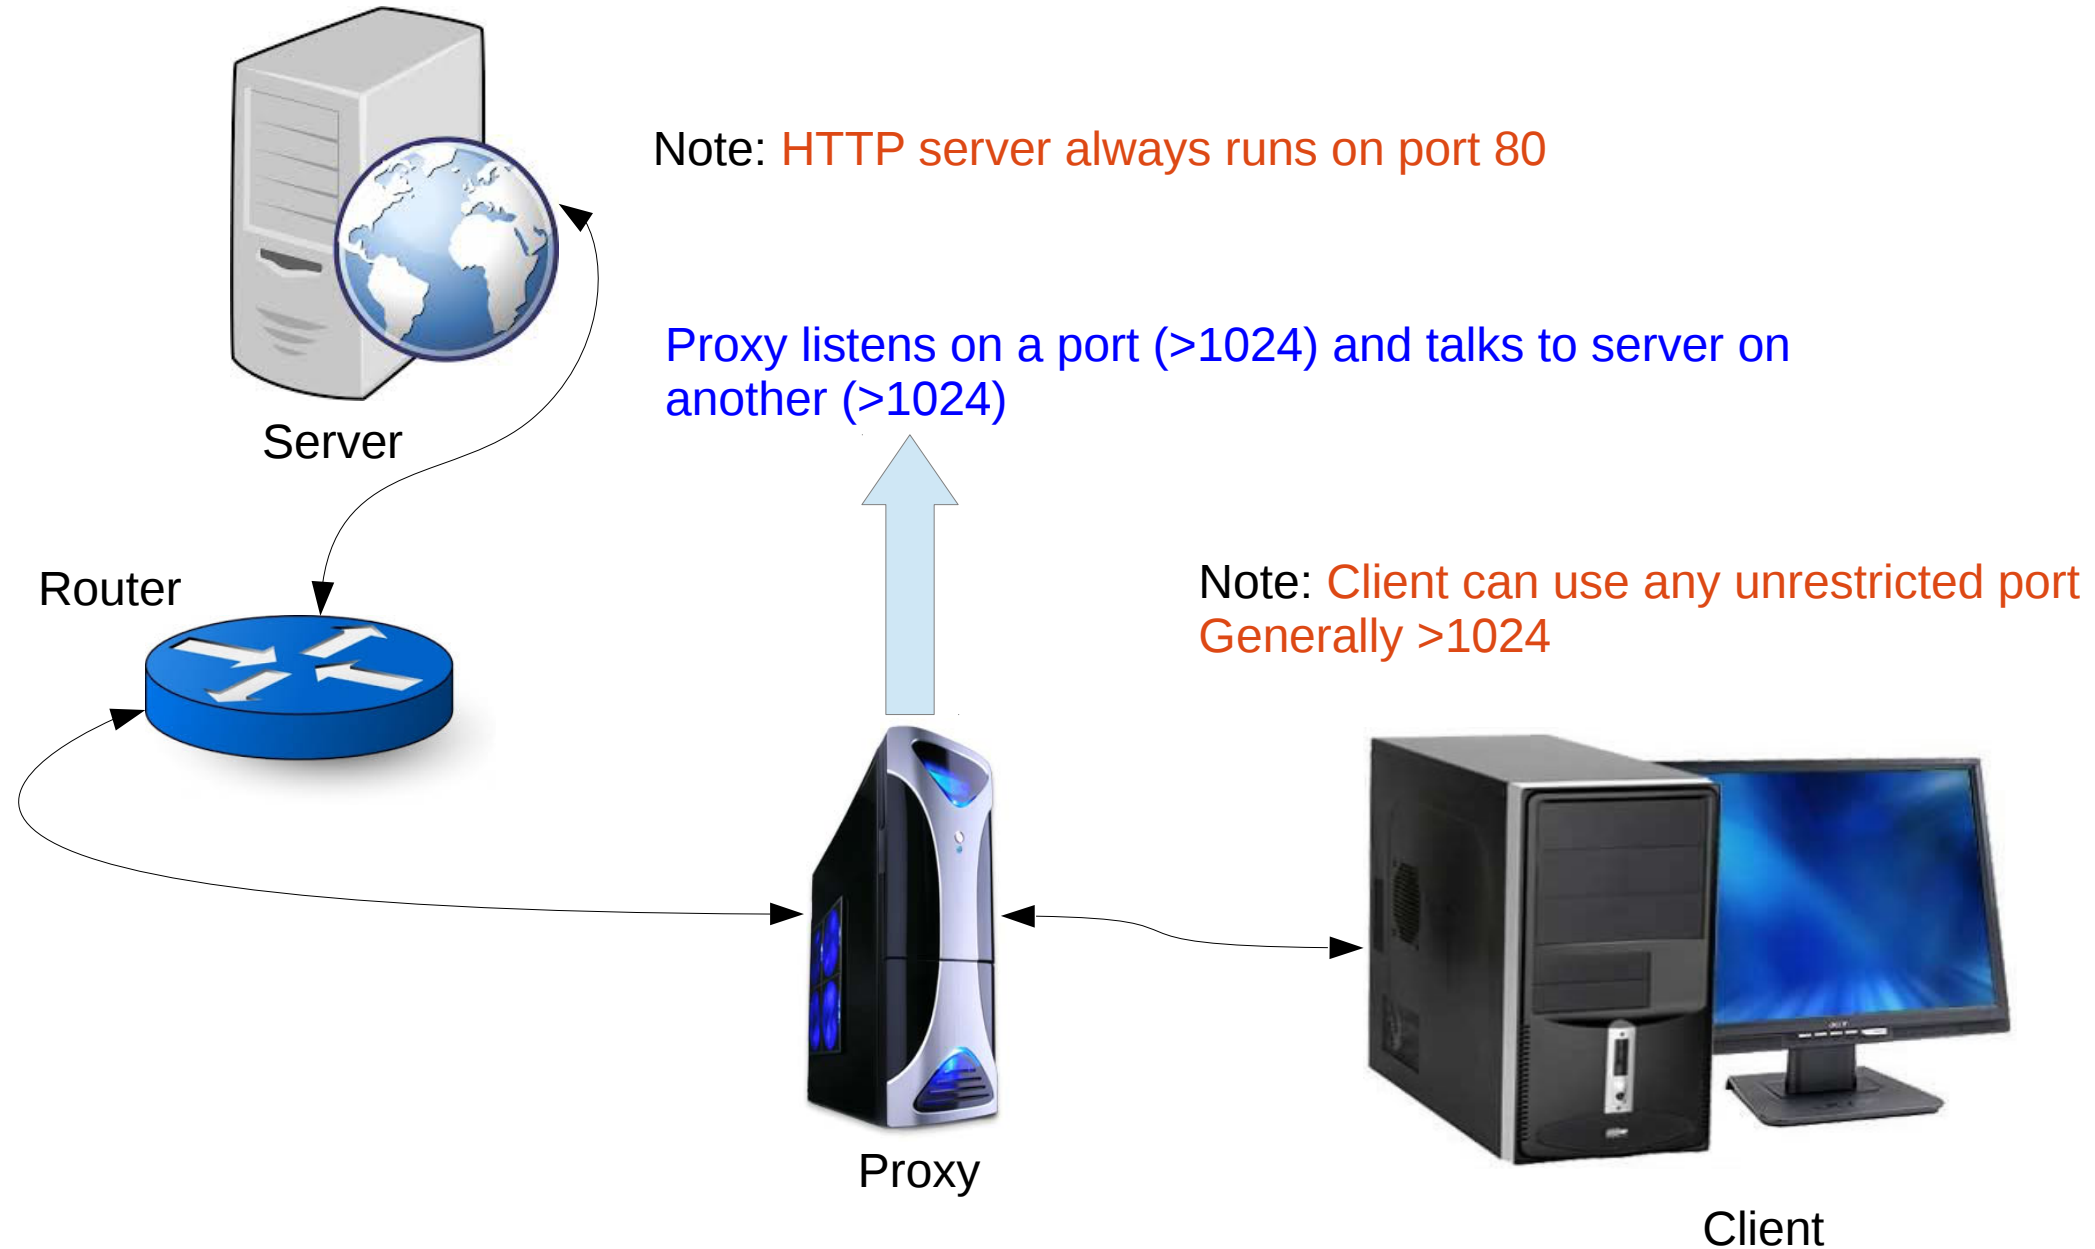 Note: HTTP server always runs on port 80
Proxy listens on a port (>1024) and talks to server on
another (>1024)
Server
Router
Note: Client can use any unrestricted port
Generally >1024
Proxy
Client